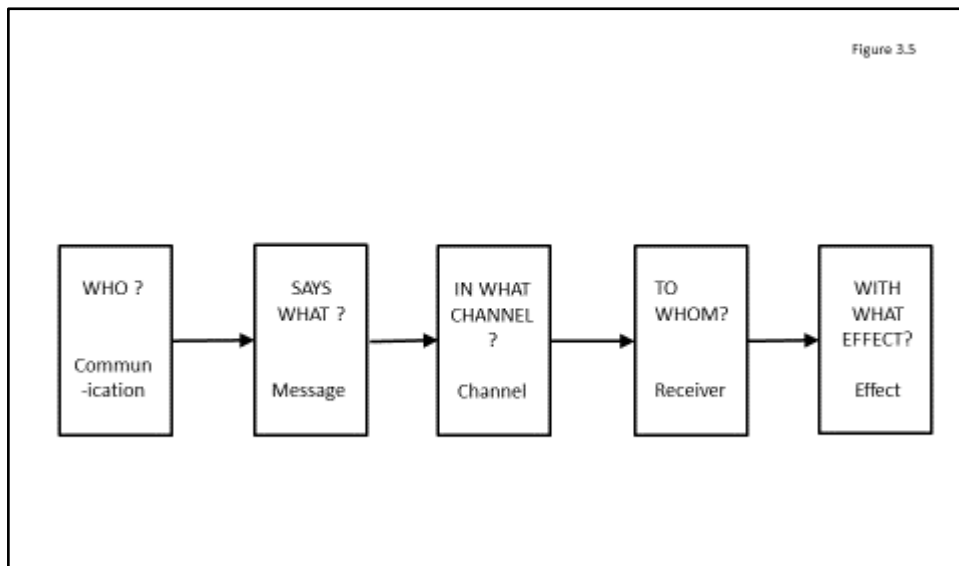 Figure 3.5
WHO ?
Commun
-ication
SAYS
WHAT ?
Message
IN WHAT
CHANNEL
?
Channel
TO
WHOM?
Receiver
WITH
WHAT
EFFECT?
Effect